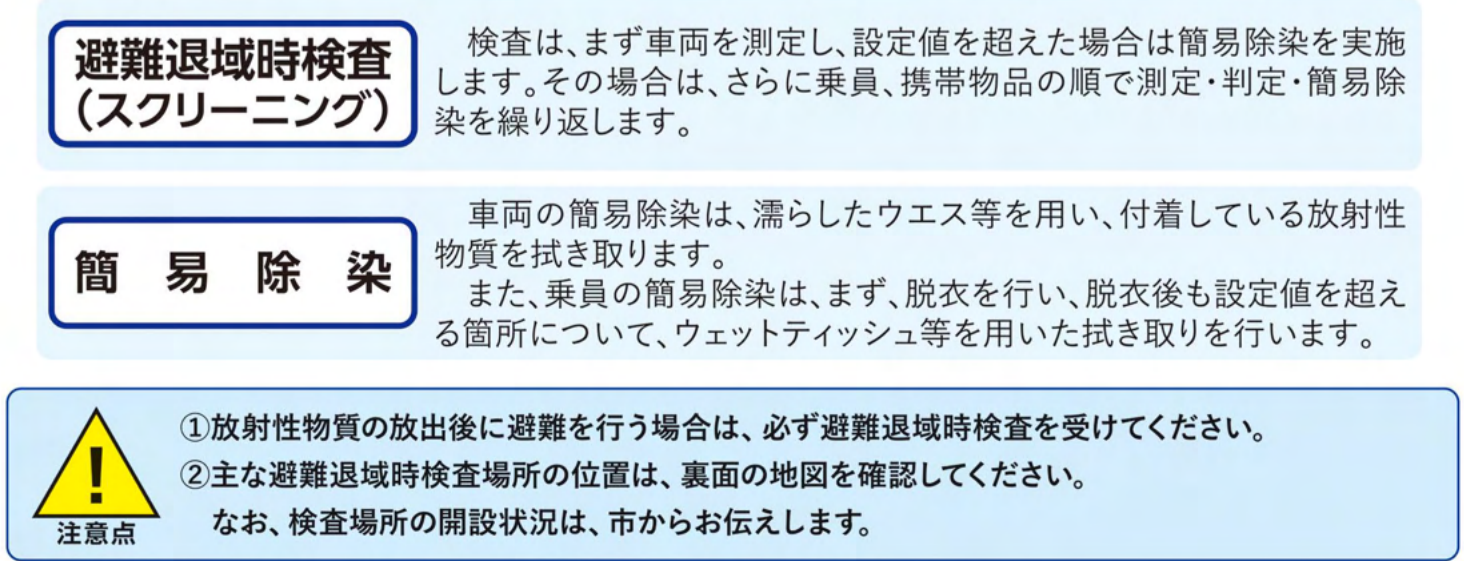 避難退域時検査
(スクリーニング)
検査は、まず車両を測定し、設定値を超えた場合は簡易除染を実施
します。その場合は、さらに乗員、携帯物品の順で測定・判定・簡易除
染を繰り返します。
簡易除染
車両の簡易除染は、濡らしたウエス等を用い、付着している放射性
物質を拭き取ります。
また、乗員の簡易除染は、まず、脱衣を行い、脱衣後も設定値を超え
る箇所について、ウェットティッシュ等を用いた拭き取りを行います。
!
注意点
①放射性物質の放出後に避難を行う場合は、必ず避難退域時検査を受けてください。
②主な避難退域時検査場所の位置は、裏面の地図を確認してください。
なお、検査場所の開設状況は、市からお伝えします。